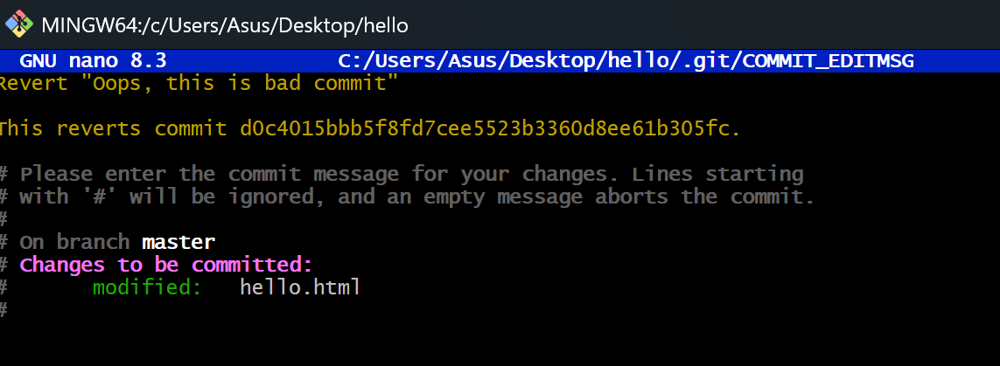 MINGW64:/c/Users/Asus/Desktop/hello
GNU nano 8.3 C:/Users/Asus/Desktop/hello/.git/COMMIT_EDITMSG
Revert "Oops, this is bad commit"
This reverts commit d0c4015bbb5f8fd7cee5523b3360d8ee61b305fc.
# Please enter the commit message for your changes. Lines starting
# with '#' will be ignored, and an empty message aborts the commit.
#
# On branch master
# Changes to be committed:
#       modified:   hello.html
#